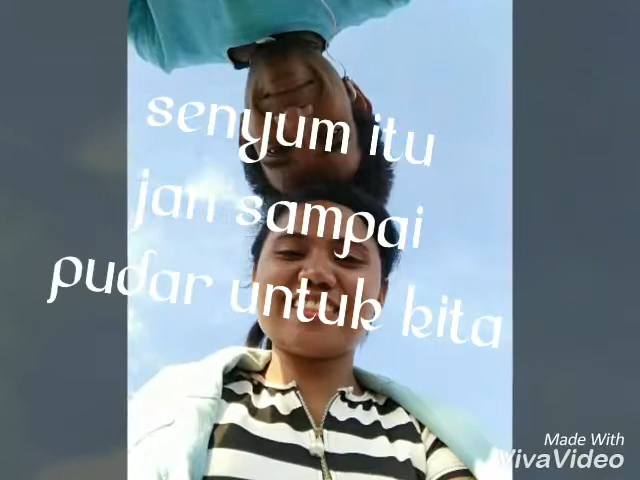 senyum itu
jan sampai
pudar untuk kita
Made With
VivaVideo